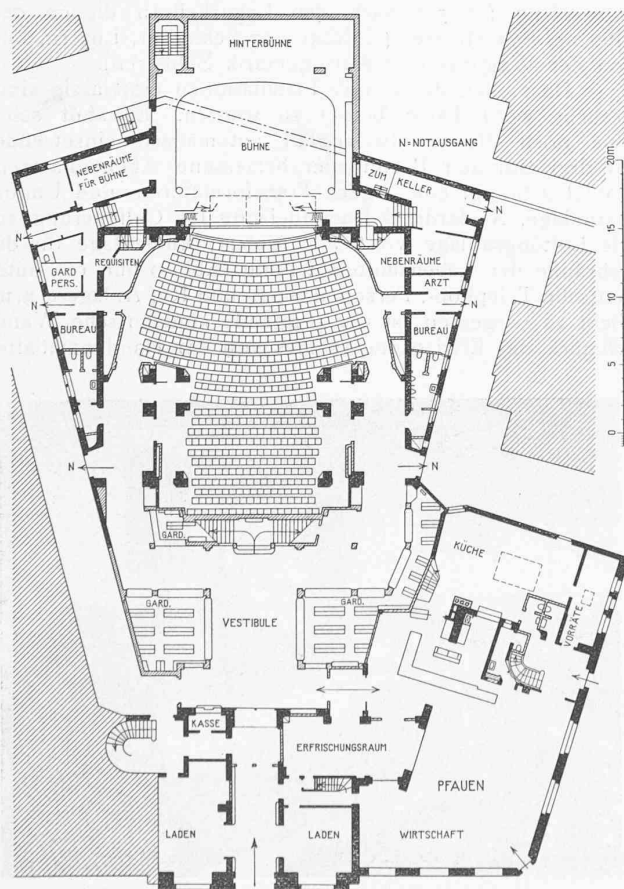 HINTERBÜHNE
BÜHNE
N = NOTAUSGANG
NEBENRÄUME
FÜR BÜHNE
ZUM KELLER
N
N
REQUISITEN
NEBENRÄUME
D
GARD
PERS.
ARZT
N
N
BUREAU
BUREAU
N
N
GARD.
KÜCHE
GARD.
GARD.
VESTIBULE
VORRÄTE
KASSE
ERFRISCHUNGSRAUM
PFAUEN
LADEN
LADEN
WIRTSCHAFT
20m
15
10
5
0